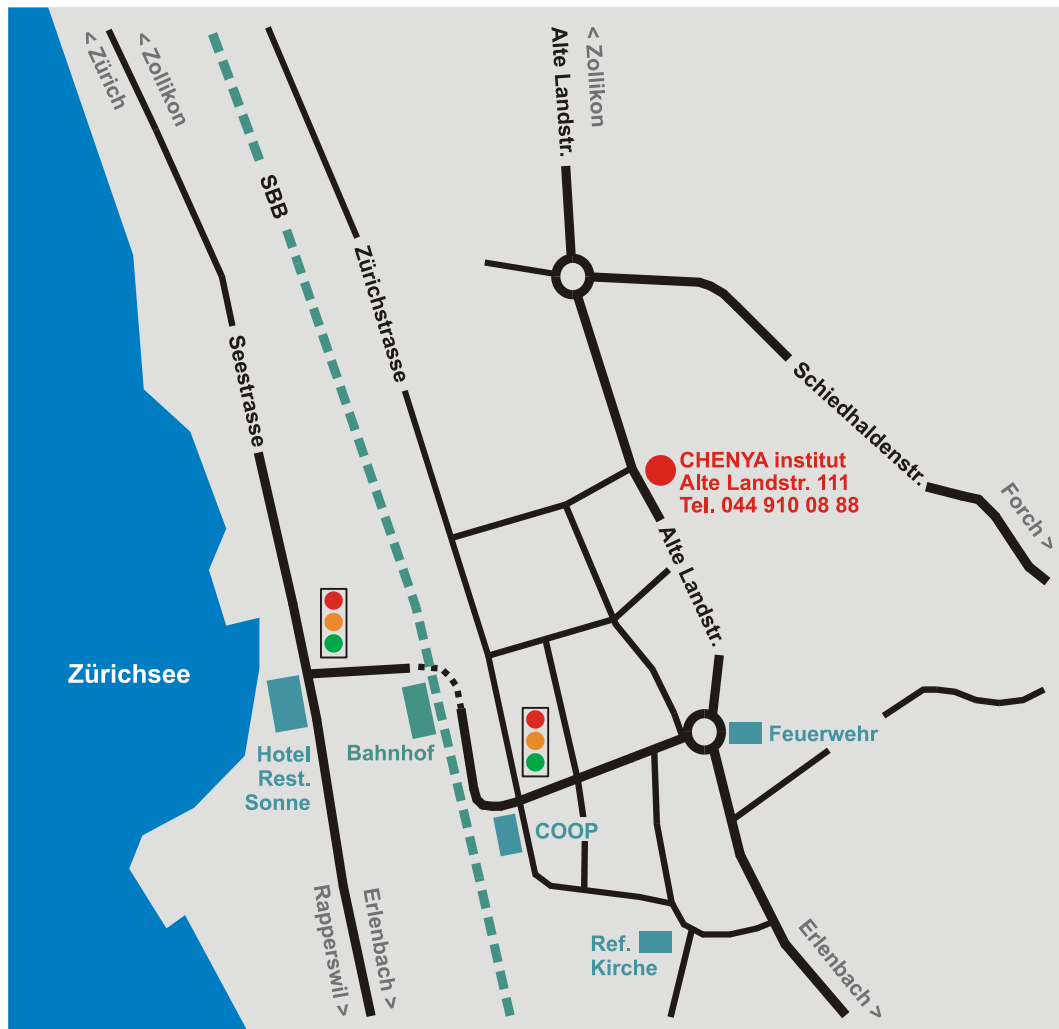 < Zürich
< Zollikon
Alte Landstr.
< Zollikon
SBB
Zürichstrasse
Seestrasse
Schiedhaldenstr.
CHENYA institut
Alte Landstr. 111
Tel. 044 910 08 88
Forch >
Alte Landstr.
Zürichsee
Hotel
Rest.
Sonne
Bahnhof
Feuerwehr
COOP
Rapperswil >
Erlenbach >
Ref.
Kirche
Erlenbach >